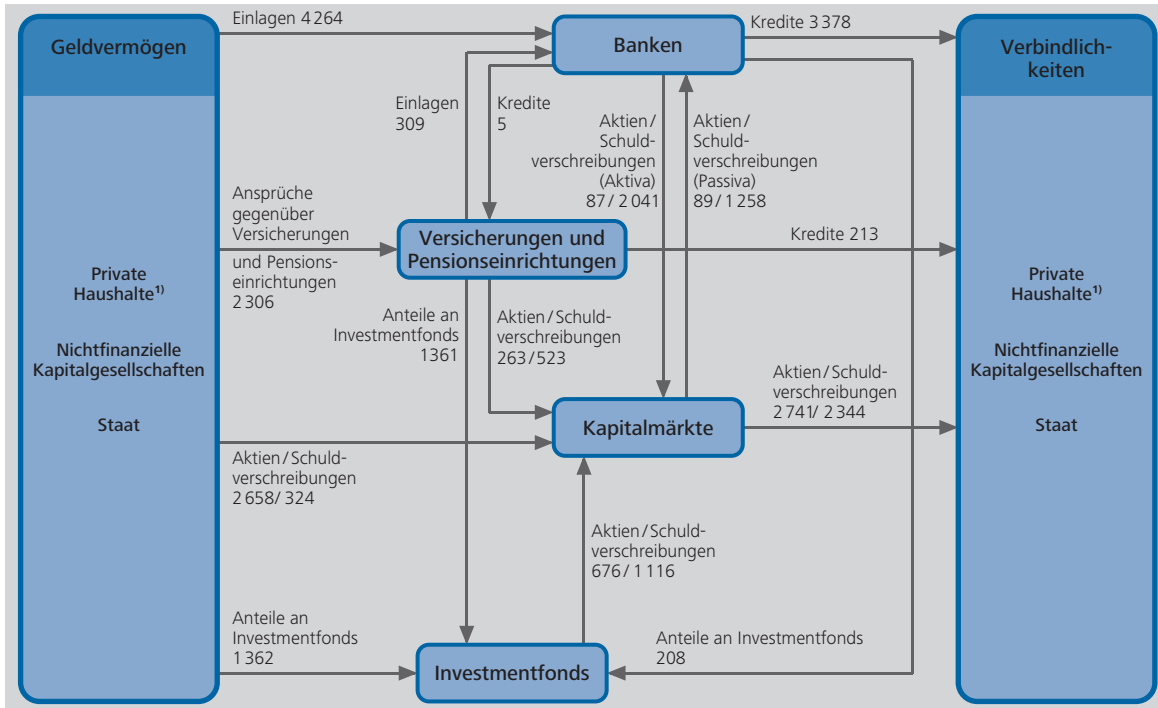 Einlagen 4 264
Kredite 3 378
Geldvermögen
Banken
Verbindlich-
keiten
Einlagen
309
Kredite
5
Aktien /
Schuld-
verschreibungen
(Aktiva)
87 / 2 041
Aktien /
Schuld-
verschreibungen
(Passiva)
89 / 1 258
Ansprüche
gegenüber
Versicherungen
und Pensions-
einrichtungen
2 306
Versicherungen und
Pensionseinrichtungen
Kredite 213
Private
Haushalte¹⁾
Nichtfinanzielle
Kapitalgesellschaften
Staat
Private
Haushalte¹⁾
Nichtfinanzielle
Kapitalgesellschaften
Staat
Anteile an
Investmentfonds
1361
Aktien / Schuld-
verschreibungen
263 / 523
Aktien / Schuld-
verschreibungen
2 741/ 2 344
Kapitalmärkte
Aktien / Schuld-
verschreibungen
2 658/ 324
Aktien / Schuld-
verschreibungen
676 / 1 116
Anteile an
Investmentfonds
1 362
Investmentfonds
Anteile an Investmentfonds
208